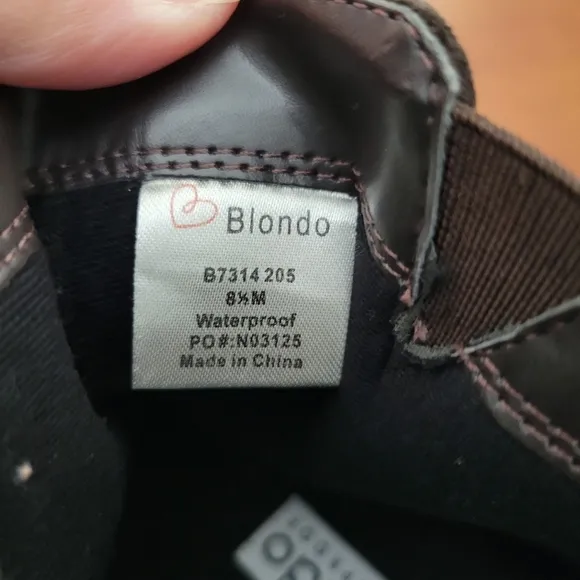 Blondo
B7314 205
8½M
Waterproof
PO#:N03125
Made in China